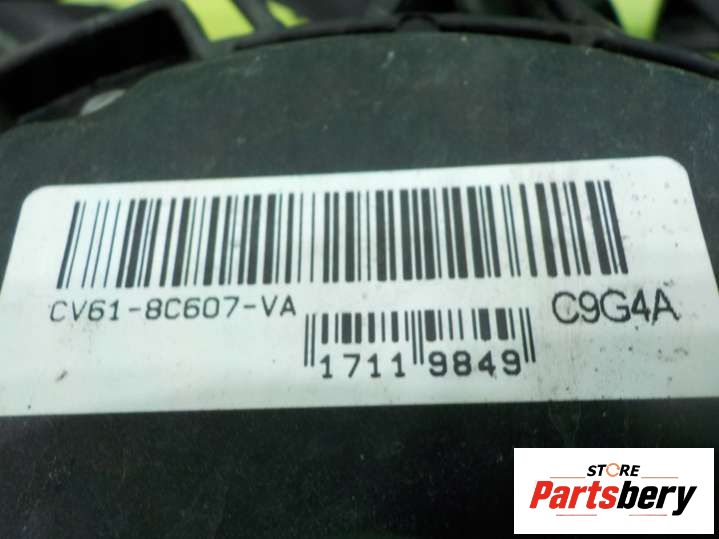 CV61-8C607-VA
C9G4A
1711 9849
STORE
Partsbery